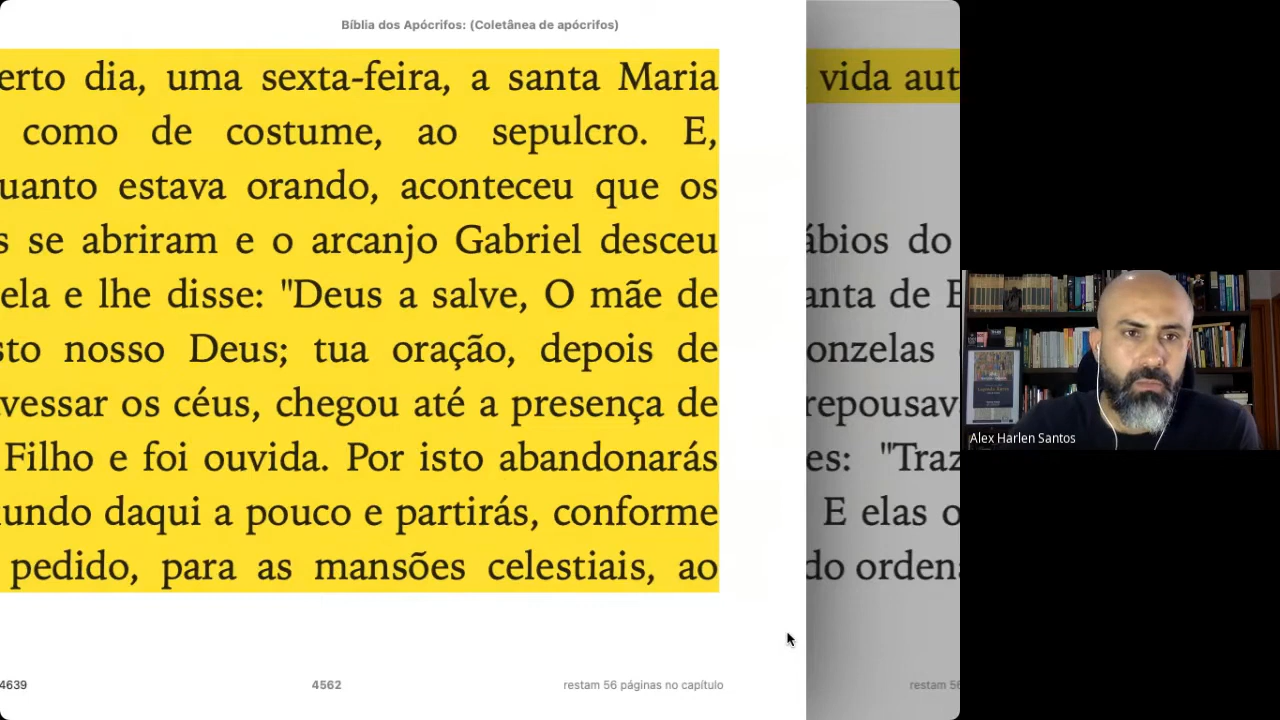 Bíblia dos Apócrifos: (Coletânea de apócrifos)
erto dia, uma sexta-feira, a santa Maria
como de costume, ao sepulcro. E,
uanto estava orando, aconteceu que os
s se abriram e o arcanjo Gabriel desceu
ela e lhe disse: "Deus a salve, O mãe de
sto nosso Deus; tua oração, depois de
vessar os céus, chegou até a presença de
Filho e foi ouvida. Por isto abandonarás
undo daqui a pouco e partirás, conforme
pedido, para as mansões celestiais, ao
4639
4562
restam 56 páginas no capítulo
vida aut
ábios do
anta de
onzelas
repousav
es: "Traz
E elas o
do orden
restam 56
Alex Harlen Santos